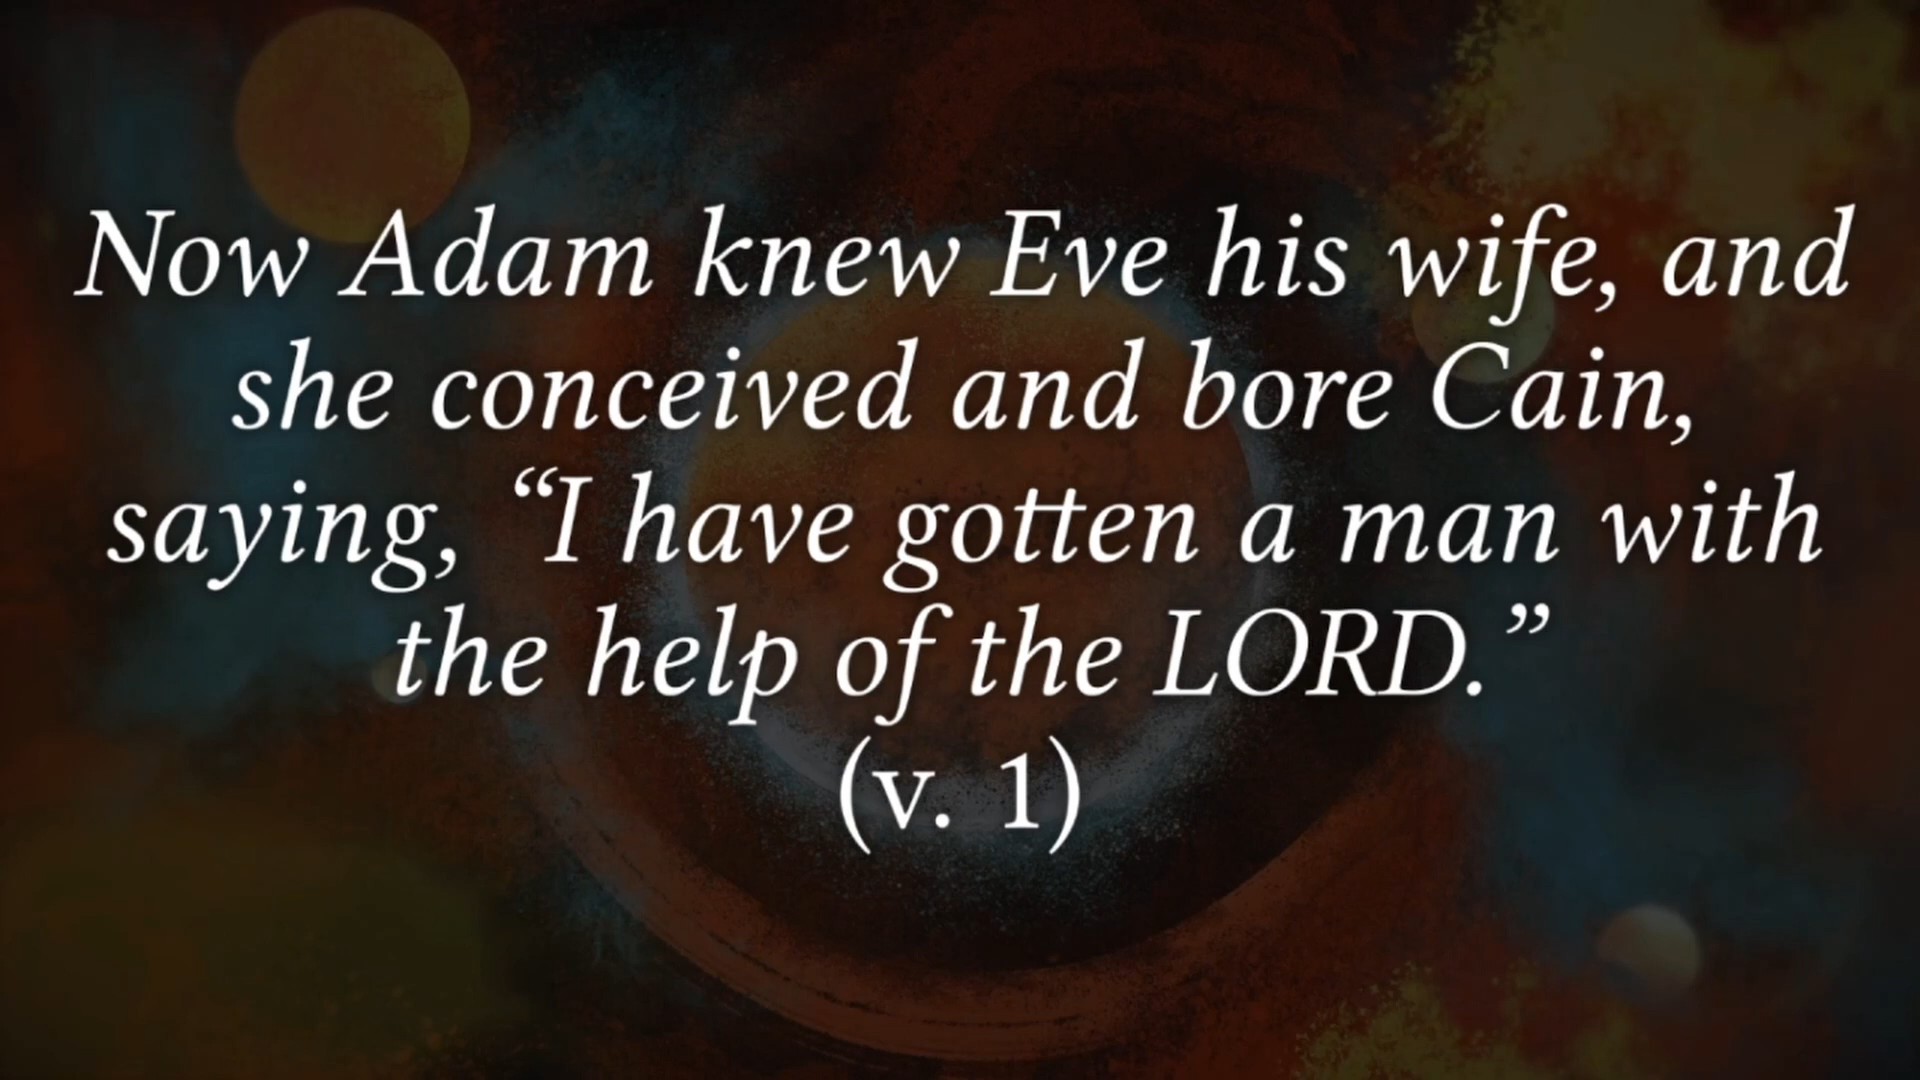 Now Adam knew Eve his wife, and
she conceived and bore Cain,
saying, “I have gotten a man with
the help of the LORD.”
(v. 1)